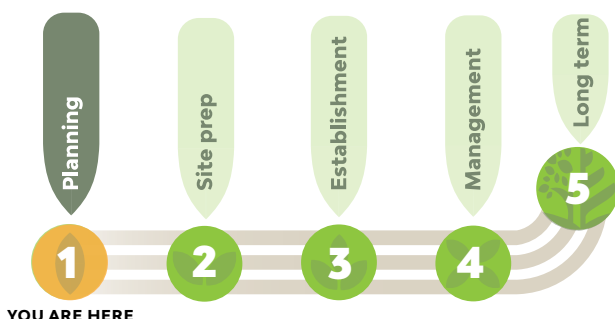 Planning
Site prep
Establishment
Management
Long term
1
2
3
4
5
YOU ARE HERE